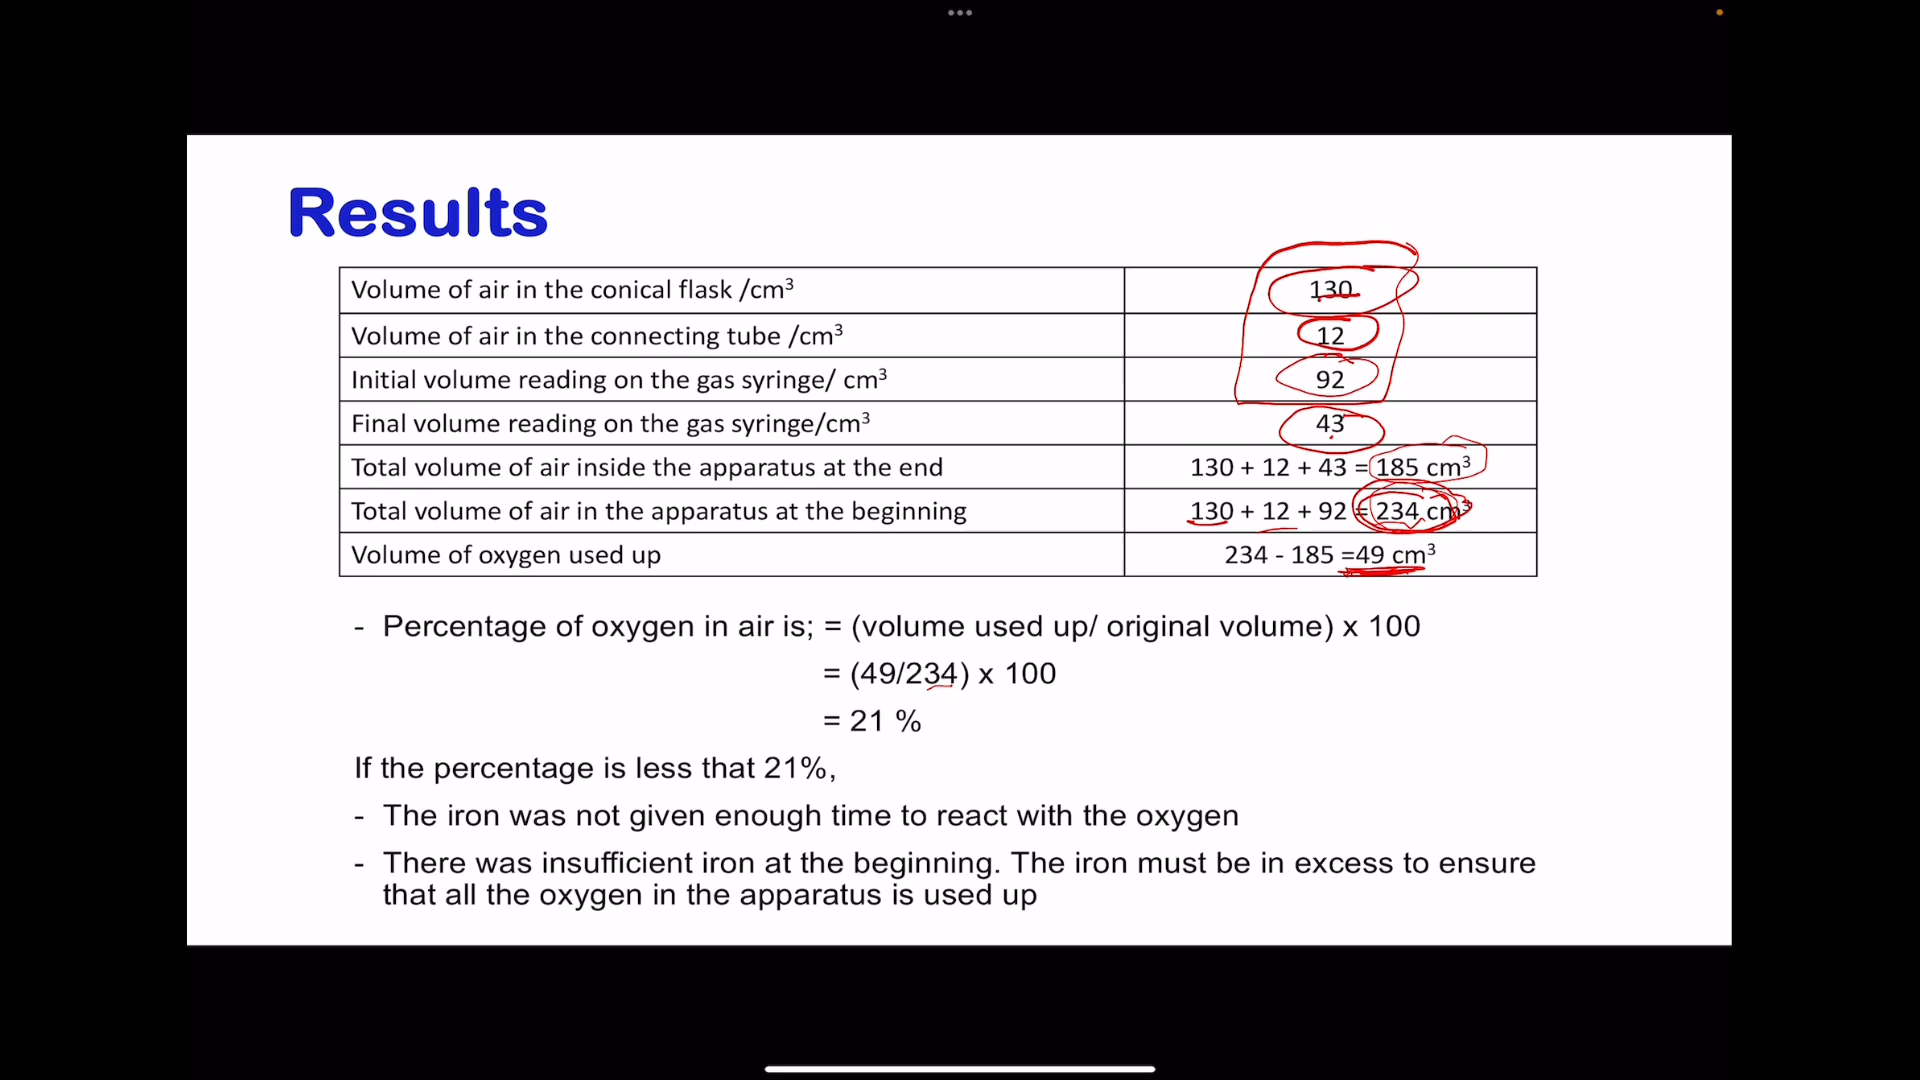 Results
Volume of air in the conical flask /cm³ 130
Volume of air in the connecting tube /cm³ 12
Initial volume reading on the gas syringe/ cm³ 92
Final volume reading on the gas syringe/cm³ 43
Total volume of air inside the apparatus at the end 130 + 12 + 43 = 185 cm³
Total volume of air in the apparatus at the beginning 130 + 12 + 92 = 234 cm³
Volume of oxygen used up 234 - 185 =49 cm³
- Percentage of oxygen in air is; = (volume used up/ original volume) x 100
= (49/234) x 100
= 21 %
If the percentage is less that 21%,
- The iron was not given enough time to react with the oxygen
- There was insufficient iron at the beginning. The iron must be in excess to ensure
that all the oxygen in the apparatus is used up